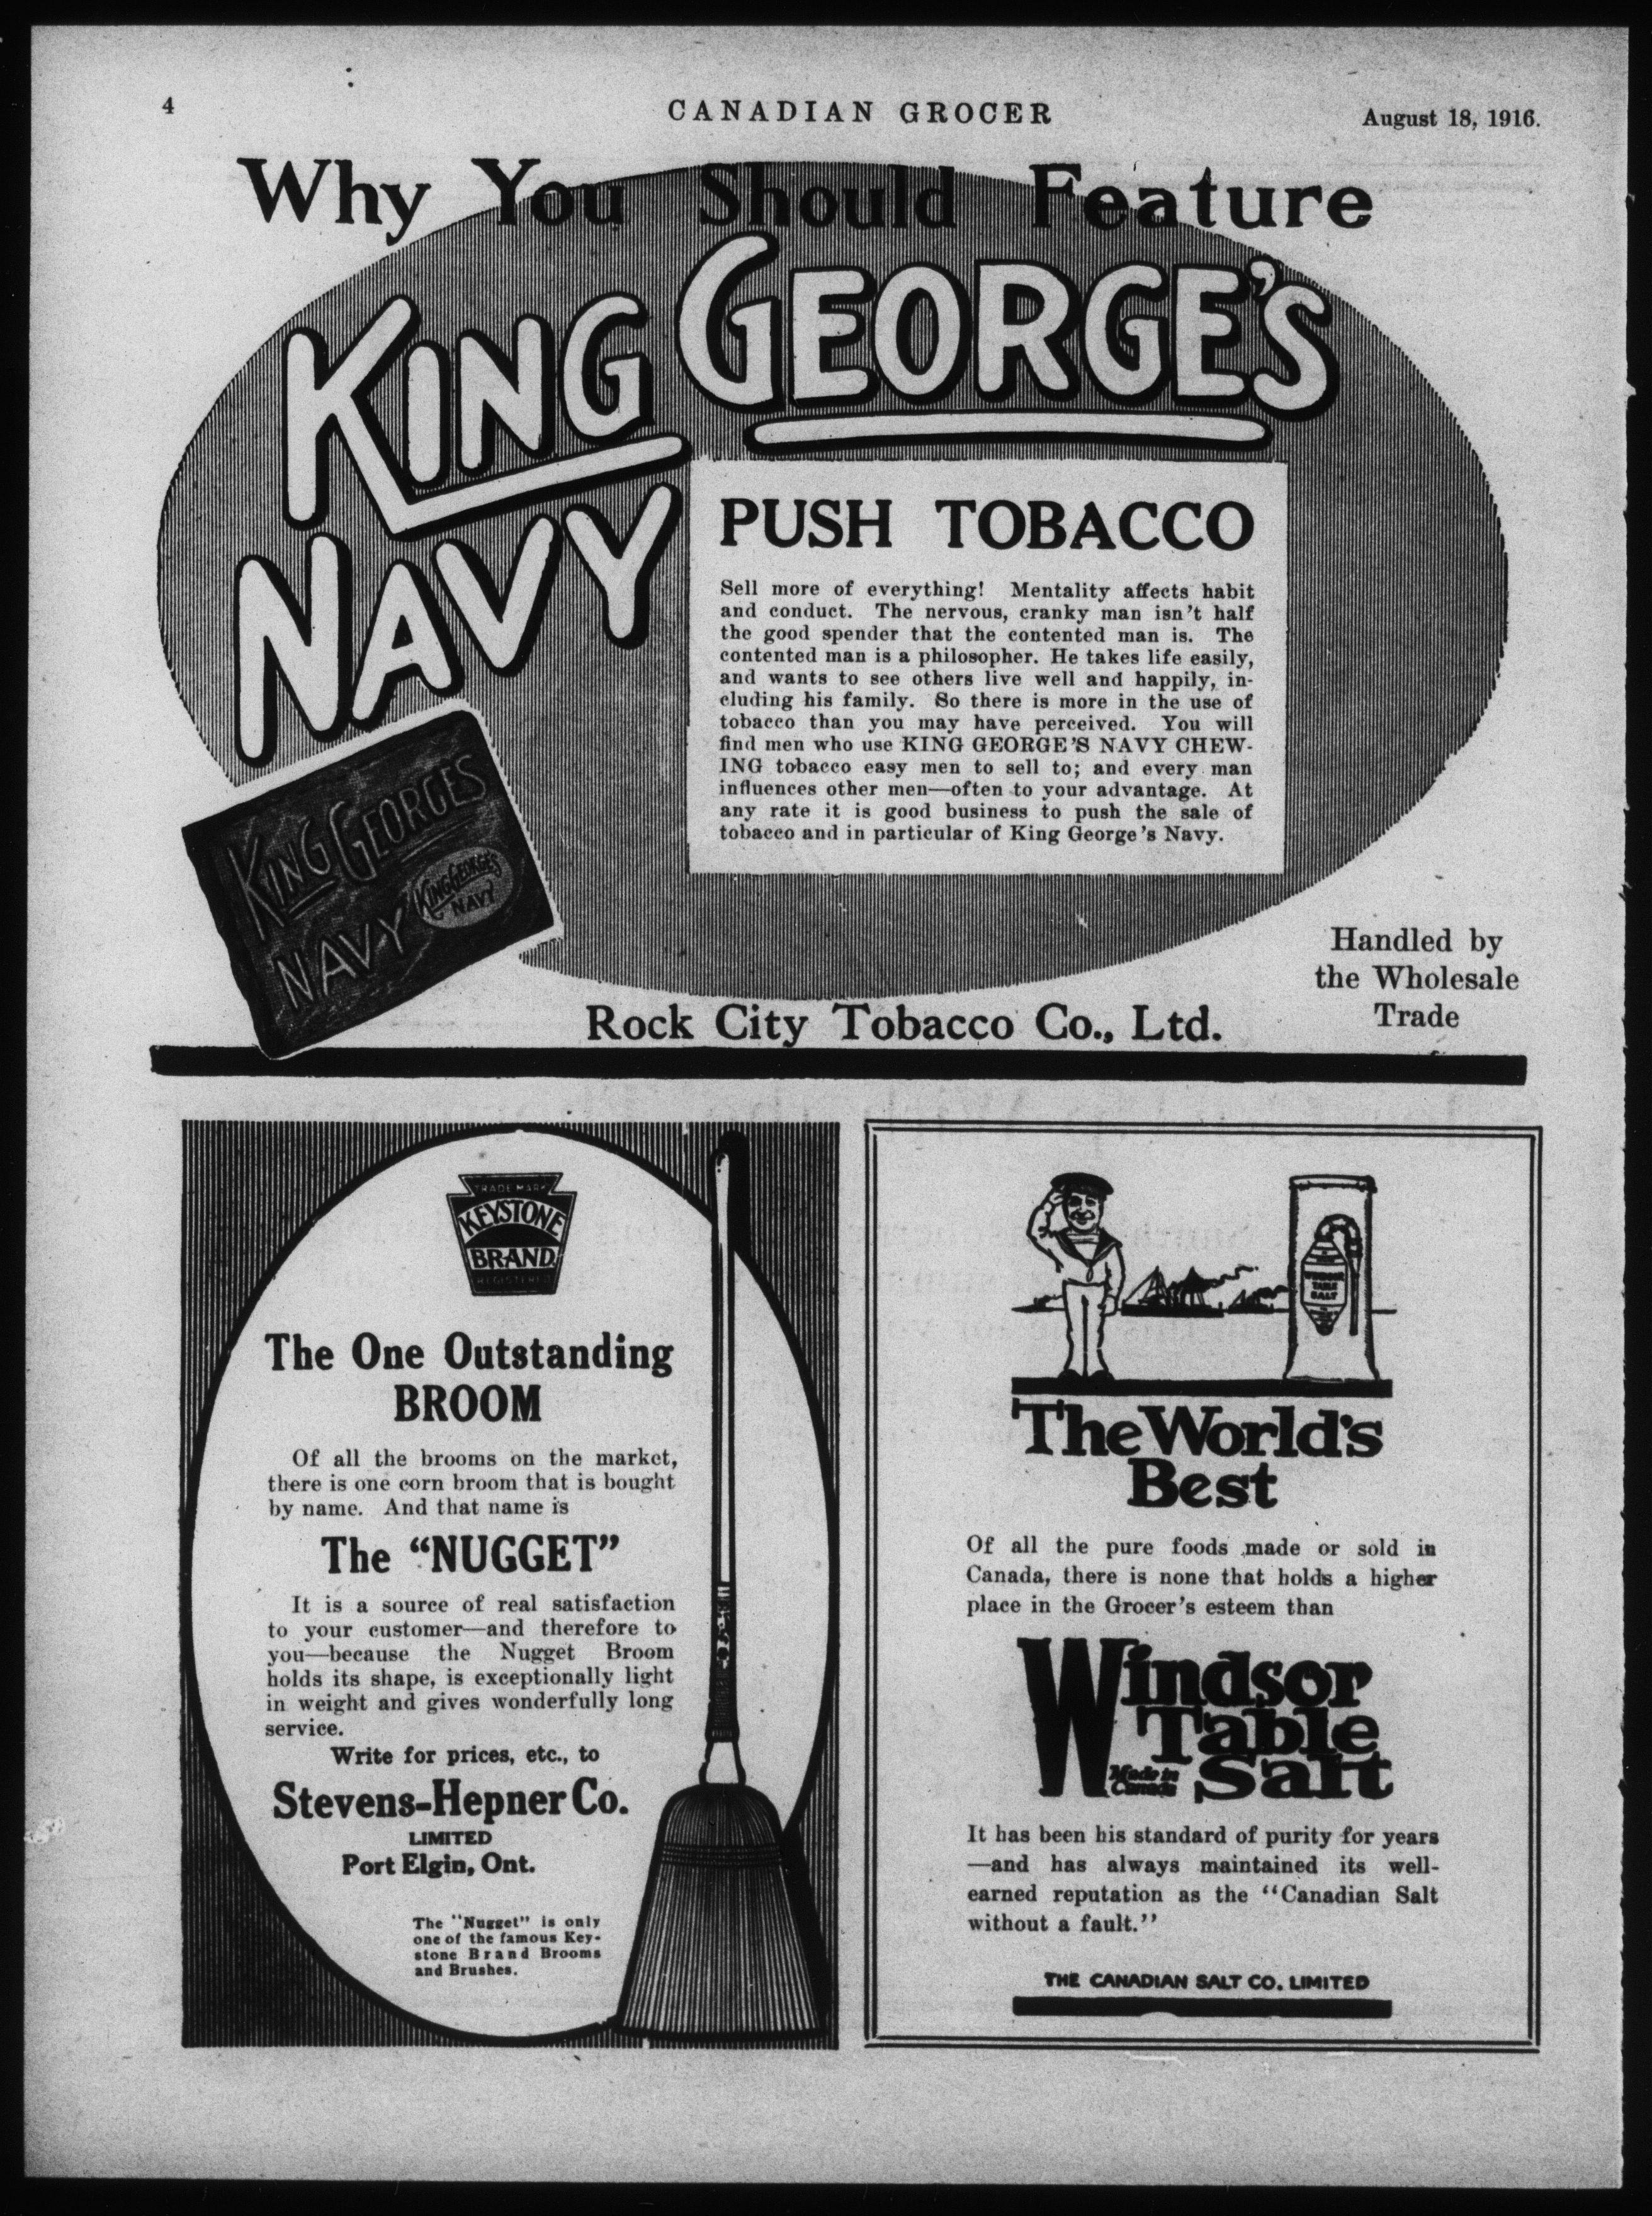 4
CANADIAN GROCER
August 18, 1916.
Why You Should Feature
KING GEORGE'S
NAVY
PUSH TOBACCO
Sell more of everything! Mentality affects habit
and conduct. The nervous, cranky man isn't half
the good spender that the contented man is. The
contented man is a philosopher. He takes life easily,
and wants to see others live well and happily, in-
cluding his family. So there is more in the use of
tobacco than you may have perceived. You will
find men who use KING GEORGE'S NAVY CHEW-
ING tobacco easy men to sell to; and every man
influences other men—often to your advantage. At
any rate it is good business to push the sale of
tobacco and in particular of King George's Navy.
KING GEORGES
NAVY
KING GEORGES
NAVY
Handled by
the Wholesale
Trade
Rock City Tobacco Co., Ltd.
TRADE MARK
KEYSTONE
BRAND
REGISTERED
The One Outstanding
BROOM
Of all the brooms on the market,
there is one corn broom that is bought
by name. And that name is
The "NUGGET"
It is a source of real satisfaction
to your customer—and therefore to
you—because the Nugget Broom
holds its shape, is exceptionally light
in weight and gives wonderfully long
service.
Write for prices, etc., to
Stevens-Hepner Co.
LIMITED
Port Elgin, Ont.
The "Nugget" is only
one of the famous Key-
stone Brand Brooms
and Brushes.
WINDSOR
TABLE
SALT
The World's
Best
Of all the pure foods made or sold in
Canada, there is none that holds a higher
place in the Grocer's esteem than
Windsor
Table
Salt
Made in
Canada
It has been his standard of purity for years
—and has always maintained its well-
earned reputation as the "Canadian Salt
without a fault."
THE CANADIAN SALT CO. LIMITED